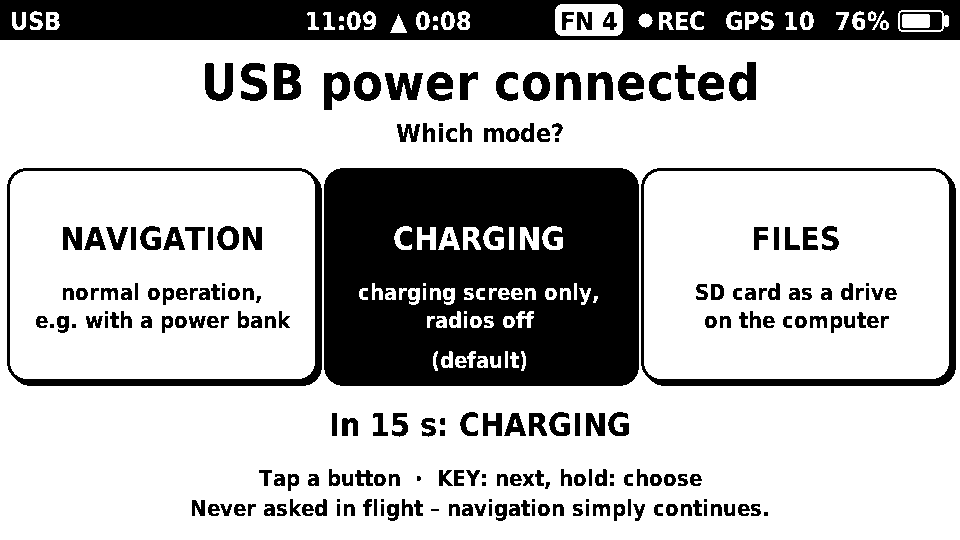 USB 11:09 ▲ 0:08 FN 4 ●REC GPS 10 76%
USB power connected
Which mode?
NAVIGATION
normal operation,
e.g. with a power bank
CHARGING
charging screen only,
radios off
(default)
FILES
SD card as a drive
on the computer
In 15 s: CHARGING
Tap a button · KEY: next, hold: choose
Never asked in flight – navigation simply continues.